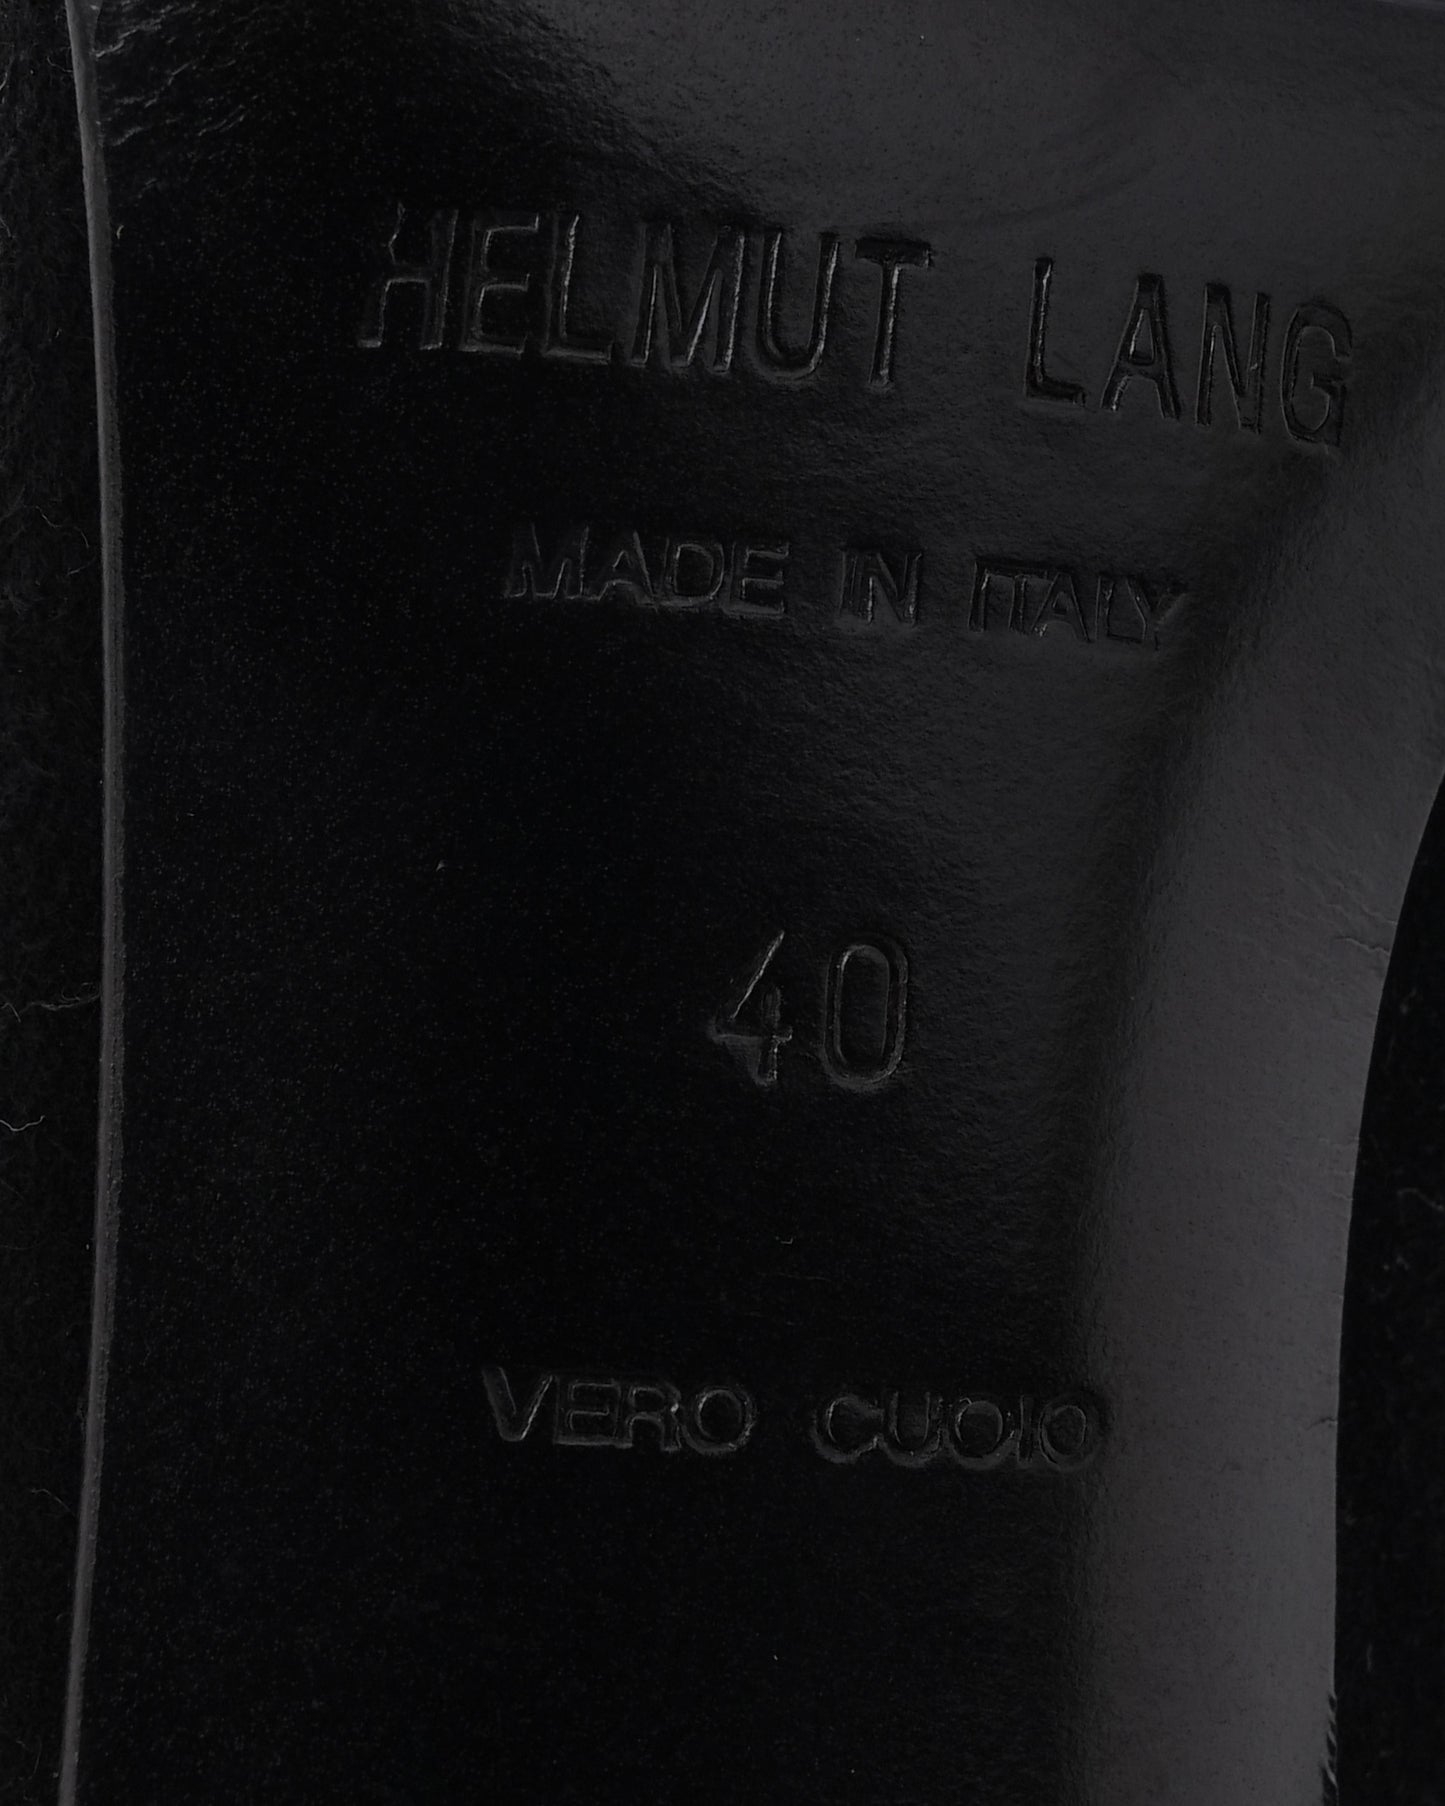 HELMUT LANG
MADE IN ITALY
40
VERO CUOIO